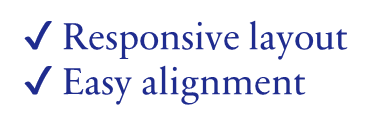 ✓ Responsive layout
✓ Easy alignment